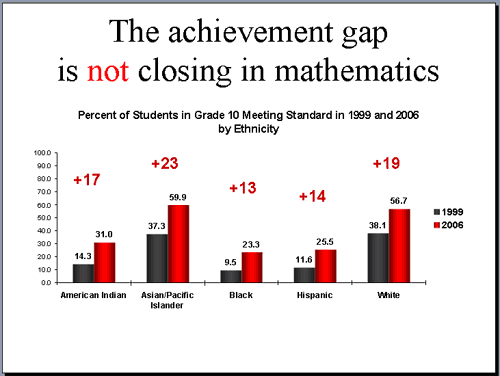 The achievement gap
is not closing in mathematics
Percent of Students in Grade 10 Meeting Standard in 1999 and 2006
by Ethnicity
100.0
90.0
80.0
70.0
60.0
50.0
40.0
30.0
20.0
10.0
0.0
+17
+23
+13
+14
+19
14.3
31.0
37.3
59.9
9.5
23.3
11.6
25.5
38.1
56.7
1999
2006
American Indian
Asian/Pacific
Islander
Black
Hispanic
White